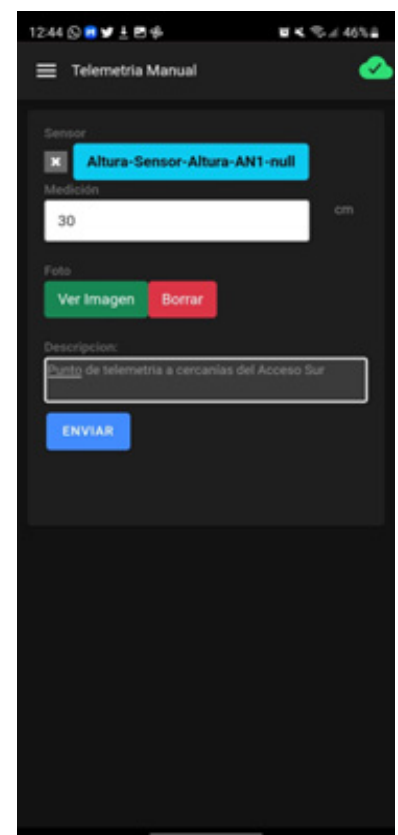 12:44 46%
Telemetria Manual
Sensor
Altura-Sensor-Altura-AN1-null
Medición
30 cm
Foto
Ver Imagen Borrar
Descripcion:
Punto de telemetria a cercanías del Acceso Sur
ENVIAR